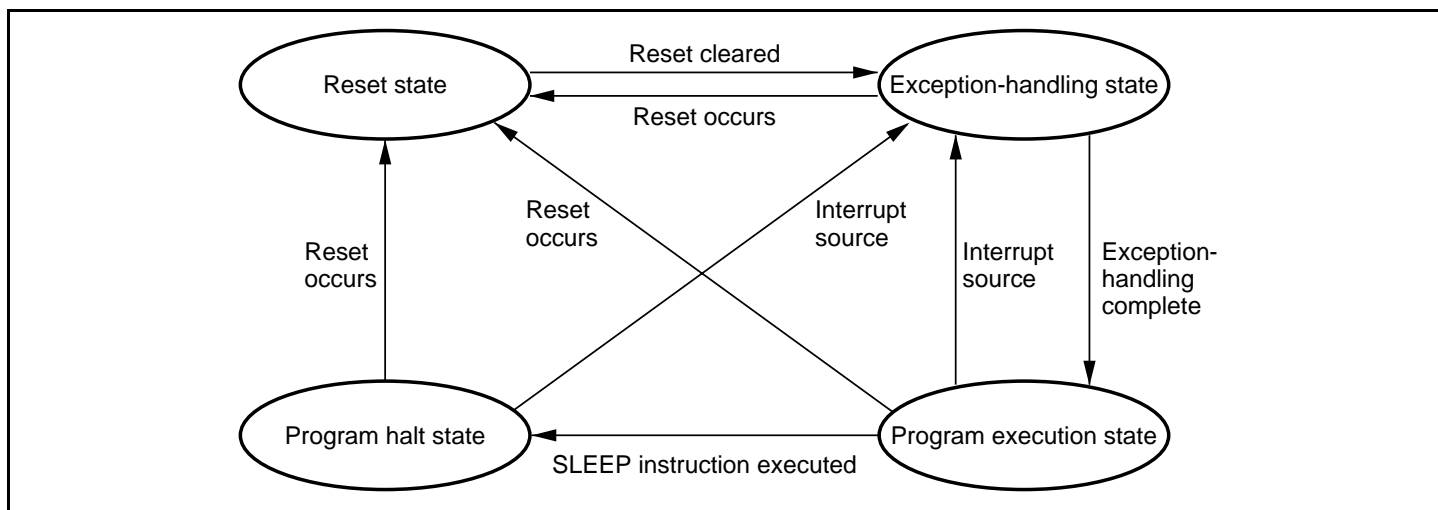 Reset cleared
Reset state
Exception-handling state
Reset occurs
Reset
occurs
Interrupt
source
Reset
occurs
Interrupt
source
Exception-
handling
complete
Program halt state
Program execution state
SLEEP instruction executed